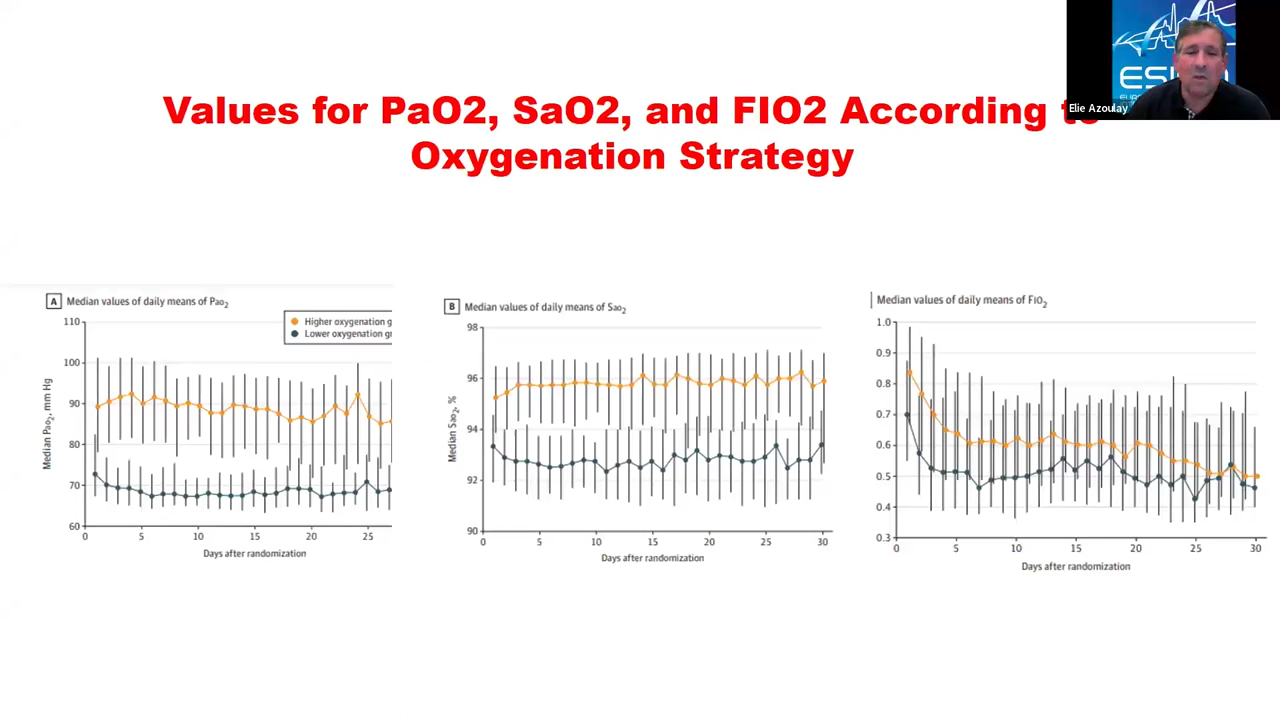 Values for PaO2, SaO2, and FIO2 According
Oxygenation Strategy
Elie Azoulay
A Median values of daily means of Pao2
Higher oxygenation g
Lower oxygenation gr
Median Pao2, mm Hg
110
100
90
80
70
60
0 5 10 15 20 25
Days after randomization
B Median values of daily means of Sao2
Median Sao2, %
98
96
94
92
90
0 5 10 15 20 25 30
Days after randomization
Median values of daily means of FIO2
1.0
0.9
0.8
0.7
0.6
0.5
0.4
0.3
0 5 10 15 20 25 30
Days after randomization